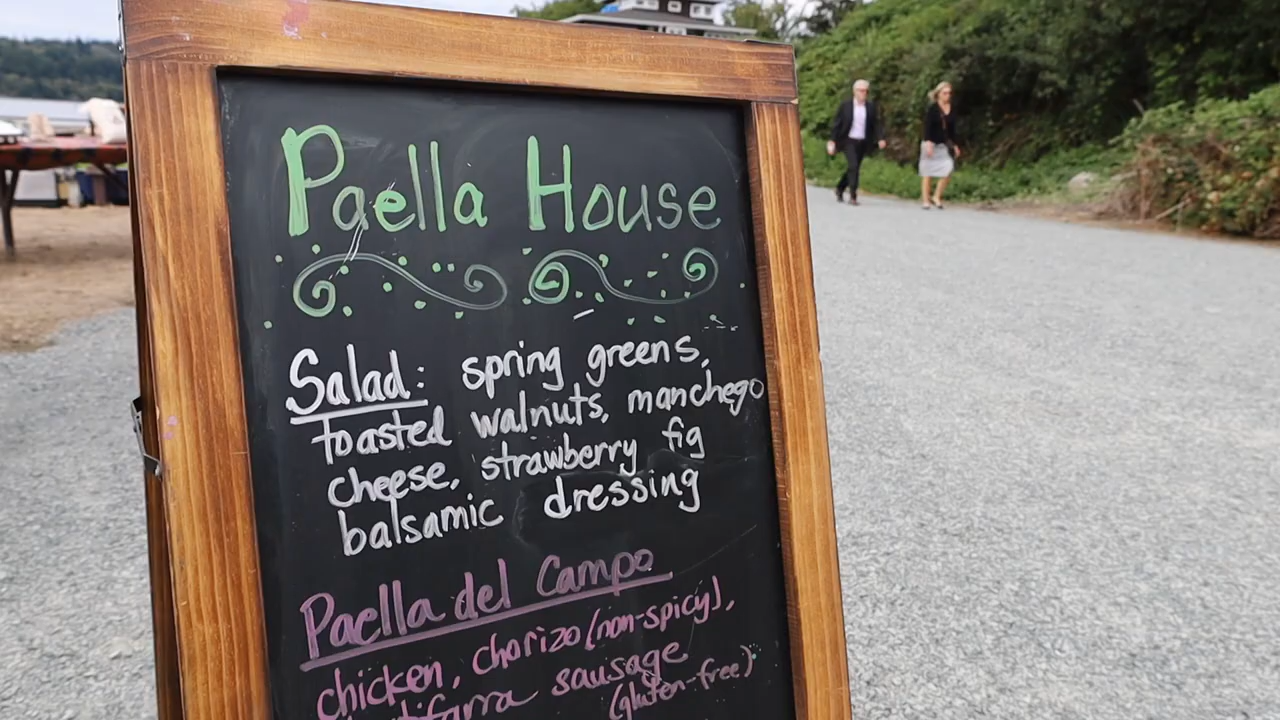 Paella House
Salad: spring greens,
toasted walnuts, manchego
cheese, strawberry fig
balsamic dressing
Paella del Campo
chicken, chorizo (non-spicy),
sausage
(gluten-free)